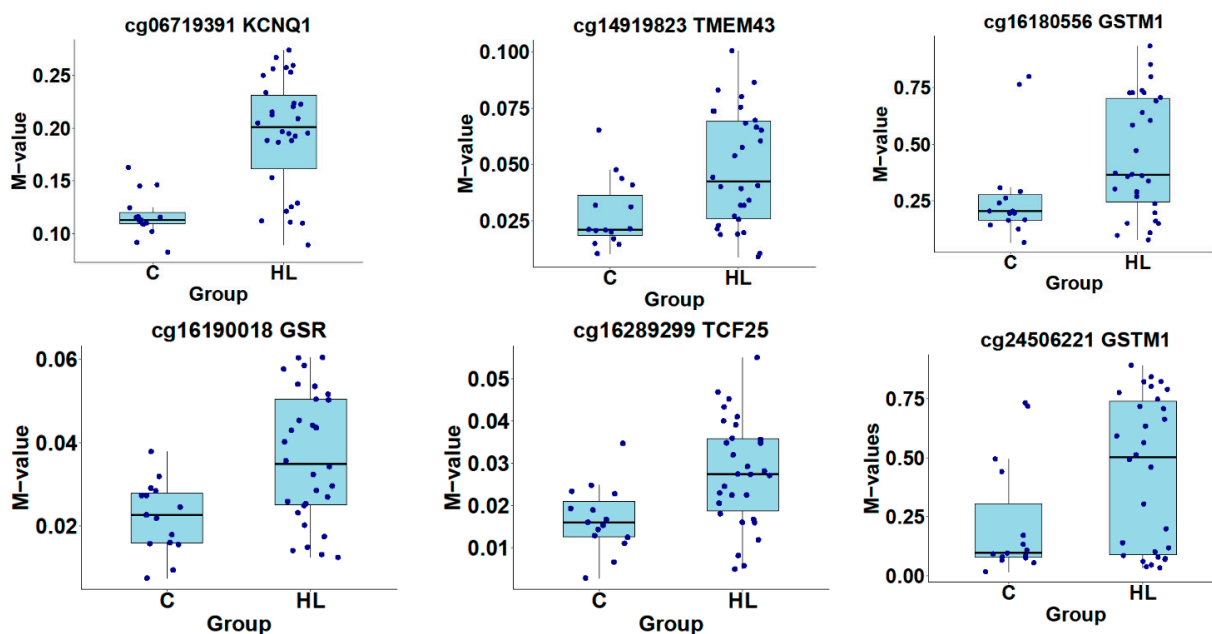 cg06719391 KCNQ1
M-value
0.25
0.20
0.15
0.10
C HL
Group
cg14919823 TMEM43
M-value
0.100
0.075
0.050
0.025
C HL
Group
cg16180556 GSTM1
M-value
0.75
0.50
0.25
C HL
Group
cg16190018 GSR
M-value
0.06
0.04
0.02
C HL
Group
cg16289299 TCF25
M-value
0.05
0.04
0.03
0.02
0.01
C HL
Group
cg24506221 GSTM1
M-values
0.75
0.50
0.25
0.00
C HL
Group